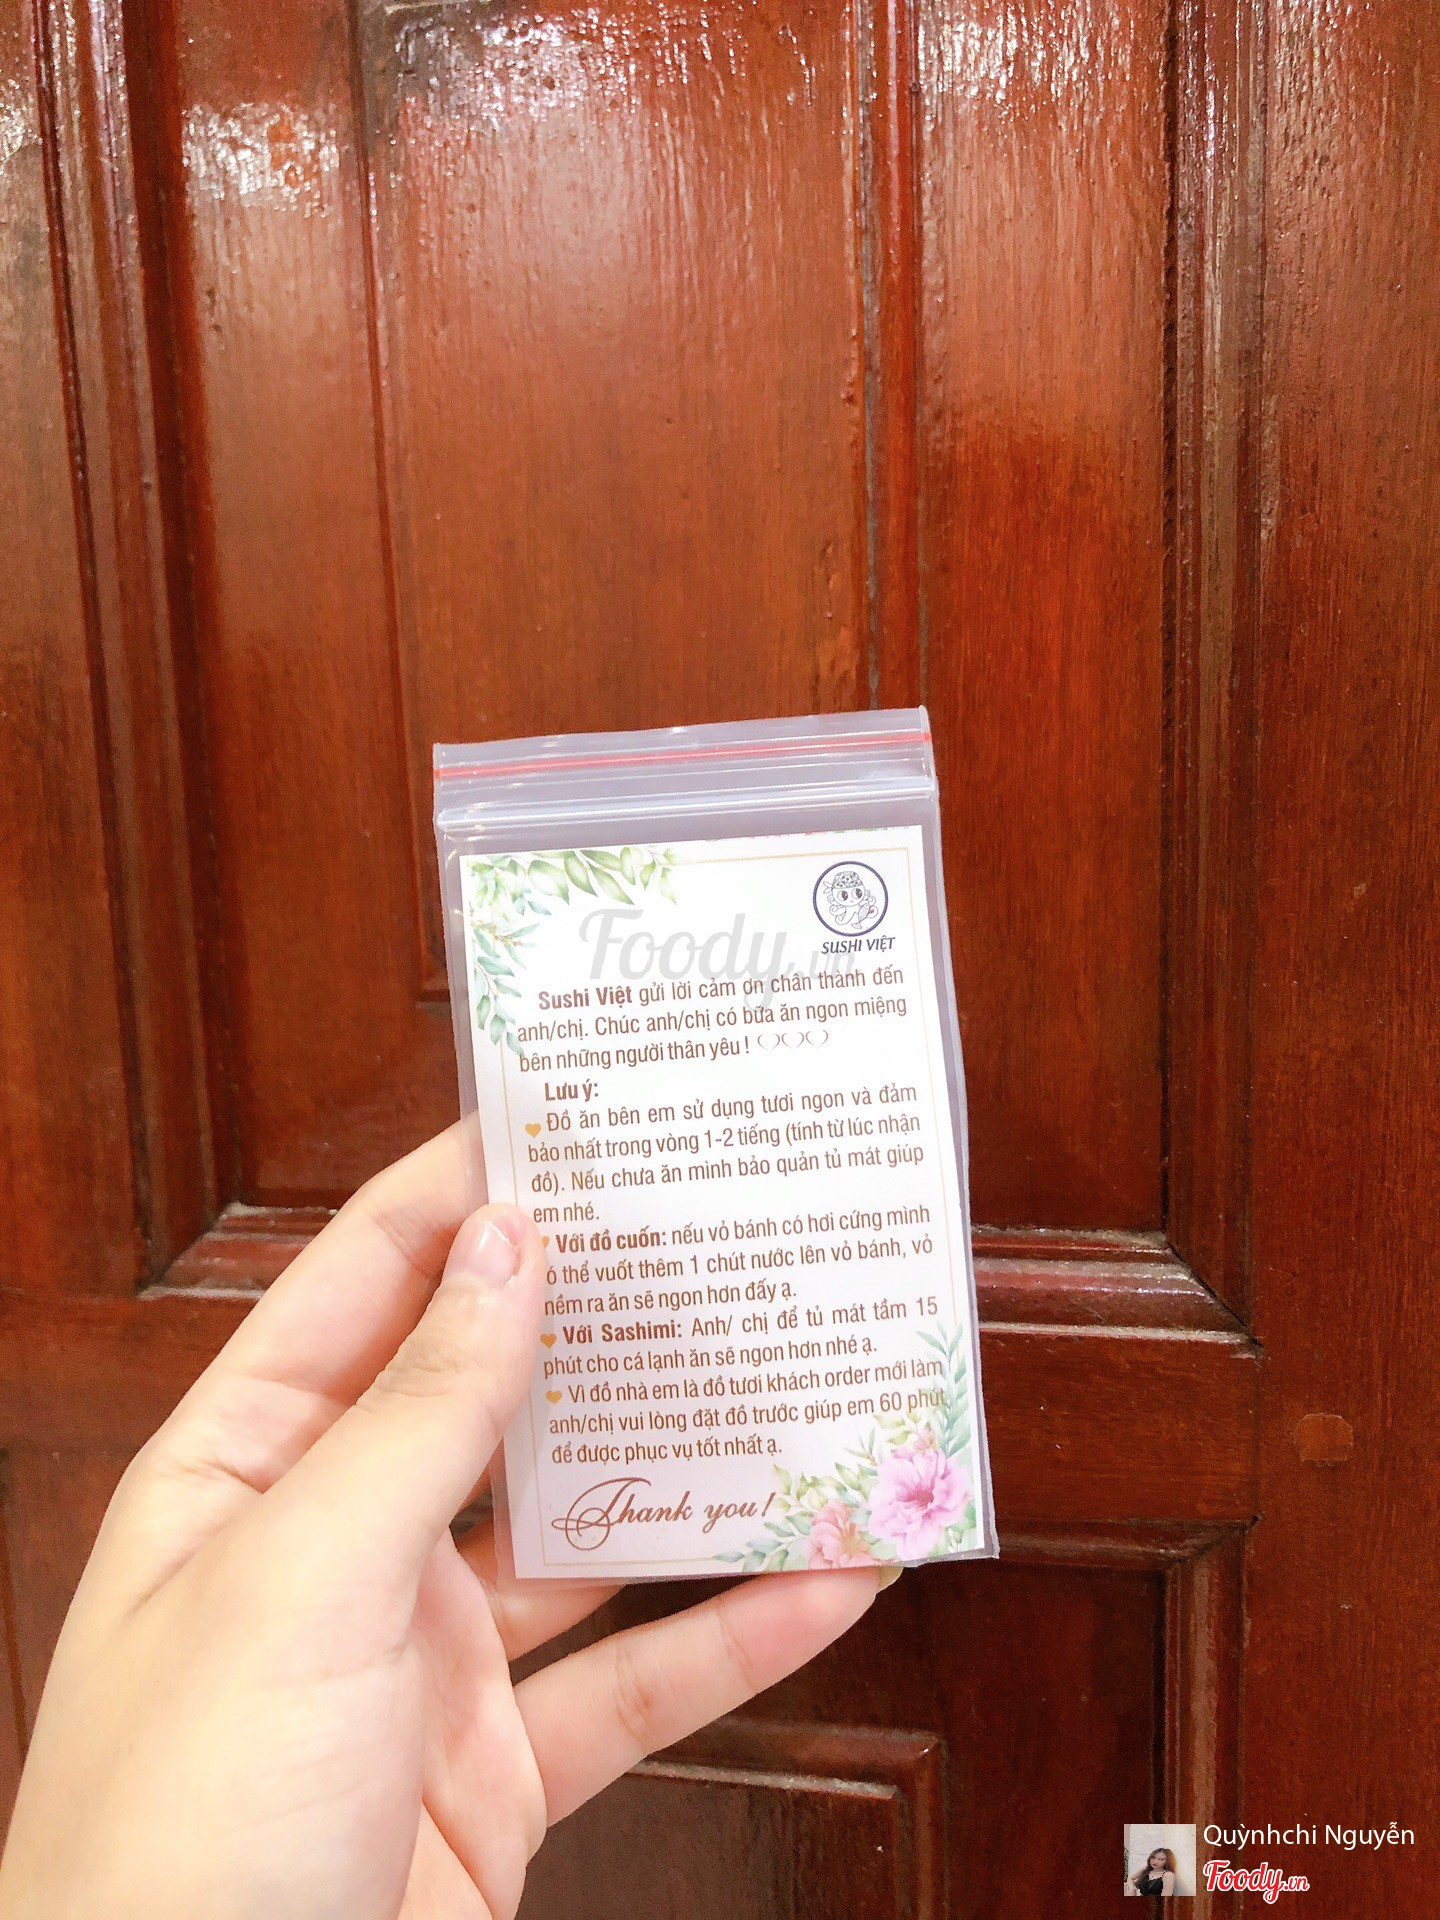 SUSHI VIỆT
Foody.vn
Sushi Việt gửi lời cảm ơn chân thành đến
anh/chị. Chúc anh/chị có bữa ăn ngon miệng
bên những người thân yêu !
Lưu ý:
Đồ ăn bên em sử dụng tươi ngon và đảm
bảo nhất trong vòng 1-2 tiếng (tính từ lúc nhận
đồ). Nếu chưa ăn mình bảo quản tủ mát giúp
em nhé.
Với đồ cuốn: nếu vỏ bánh có hơi cứng mình
ó thể vuốt thêm 1 chút nước lên vỏ bánh, vỏ
nềm ra ăn sẽ ngon hơn đấy ạ.
Với Sashimi: Anh/ chị để tủ mát tầm 15
phút cho cá lạnh ăn sẽ ngon hơn nhé ạ.
Vì đồ nhà em là đồ tươi khách order mới làm
anh/chị vui lòng đặt đồ trước giúp em 60 phút
để được phục vụ tốt nhất ạ.
Thank you!
Quỳnhchi Nguyễn
Foody.vn